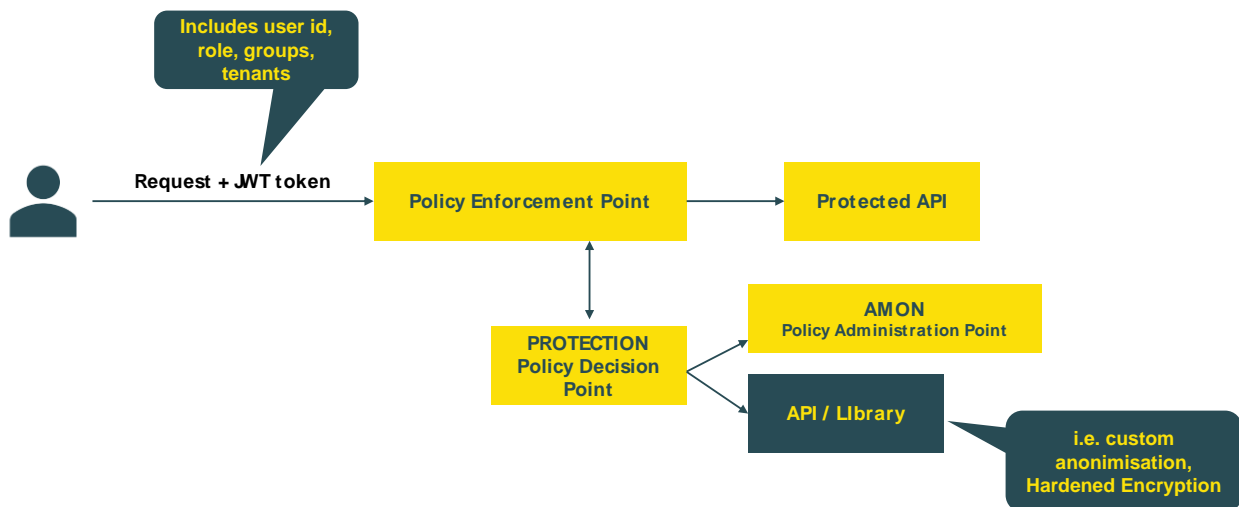 Includes user id,
role, groups,
tenants
Request + JWT token
Policy Enforcement Point
Protected API
PROTECTION
Policy Decision
Point
AMON
Policy Administration Point
API / LIbrary
i.e. custom
anonimisation,
Hardened Encryption